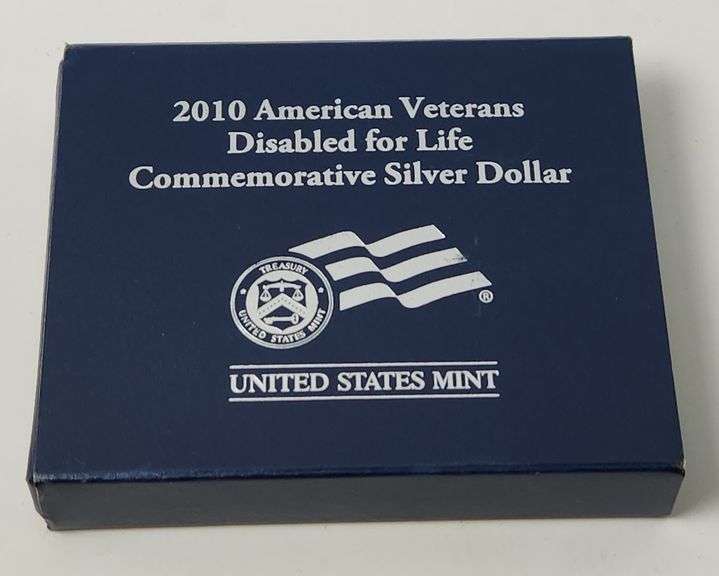 2010 American Veterans
Disabled for Life
Commemorative Silver Dollar
TREASURY
UNITED STATES MINT
®
UNITED STATES MINT